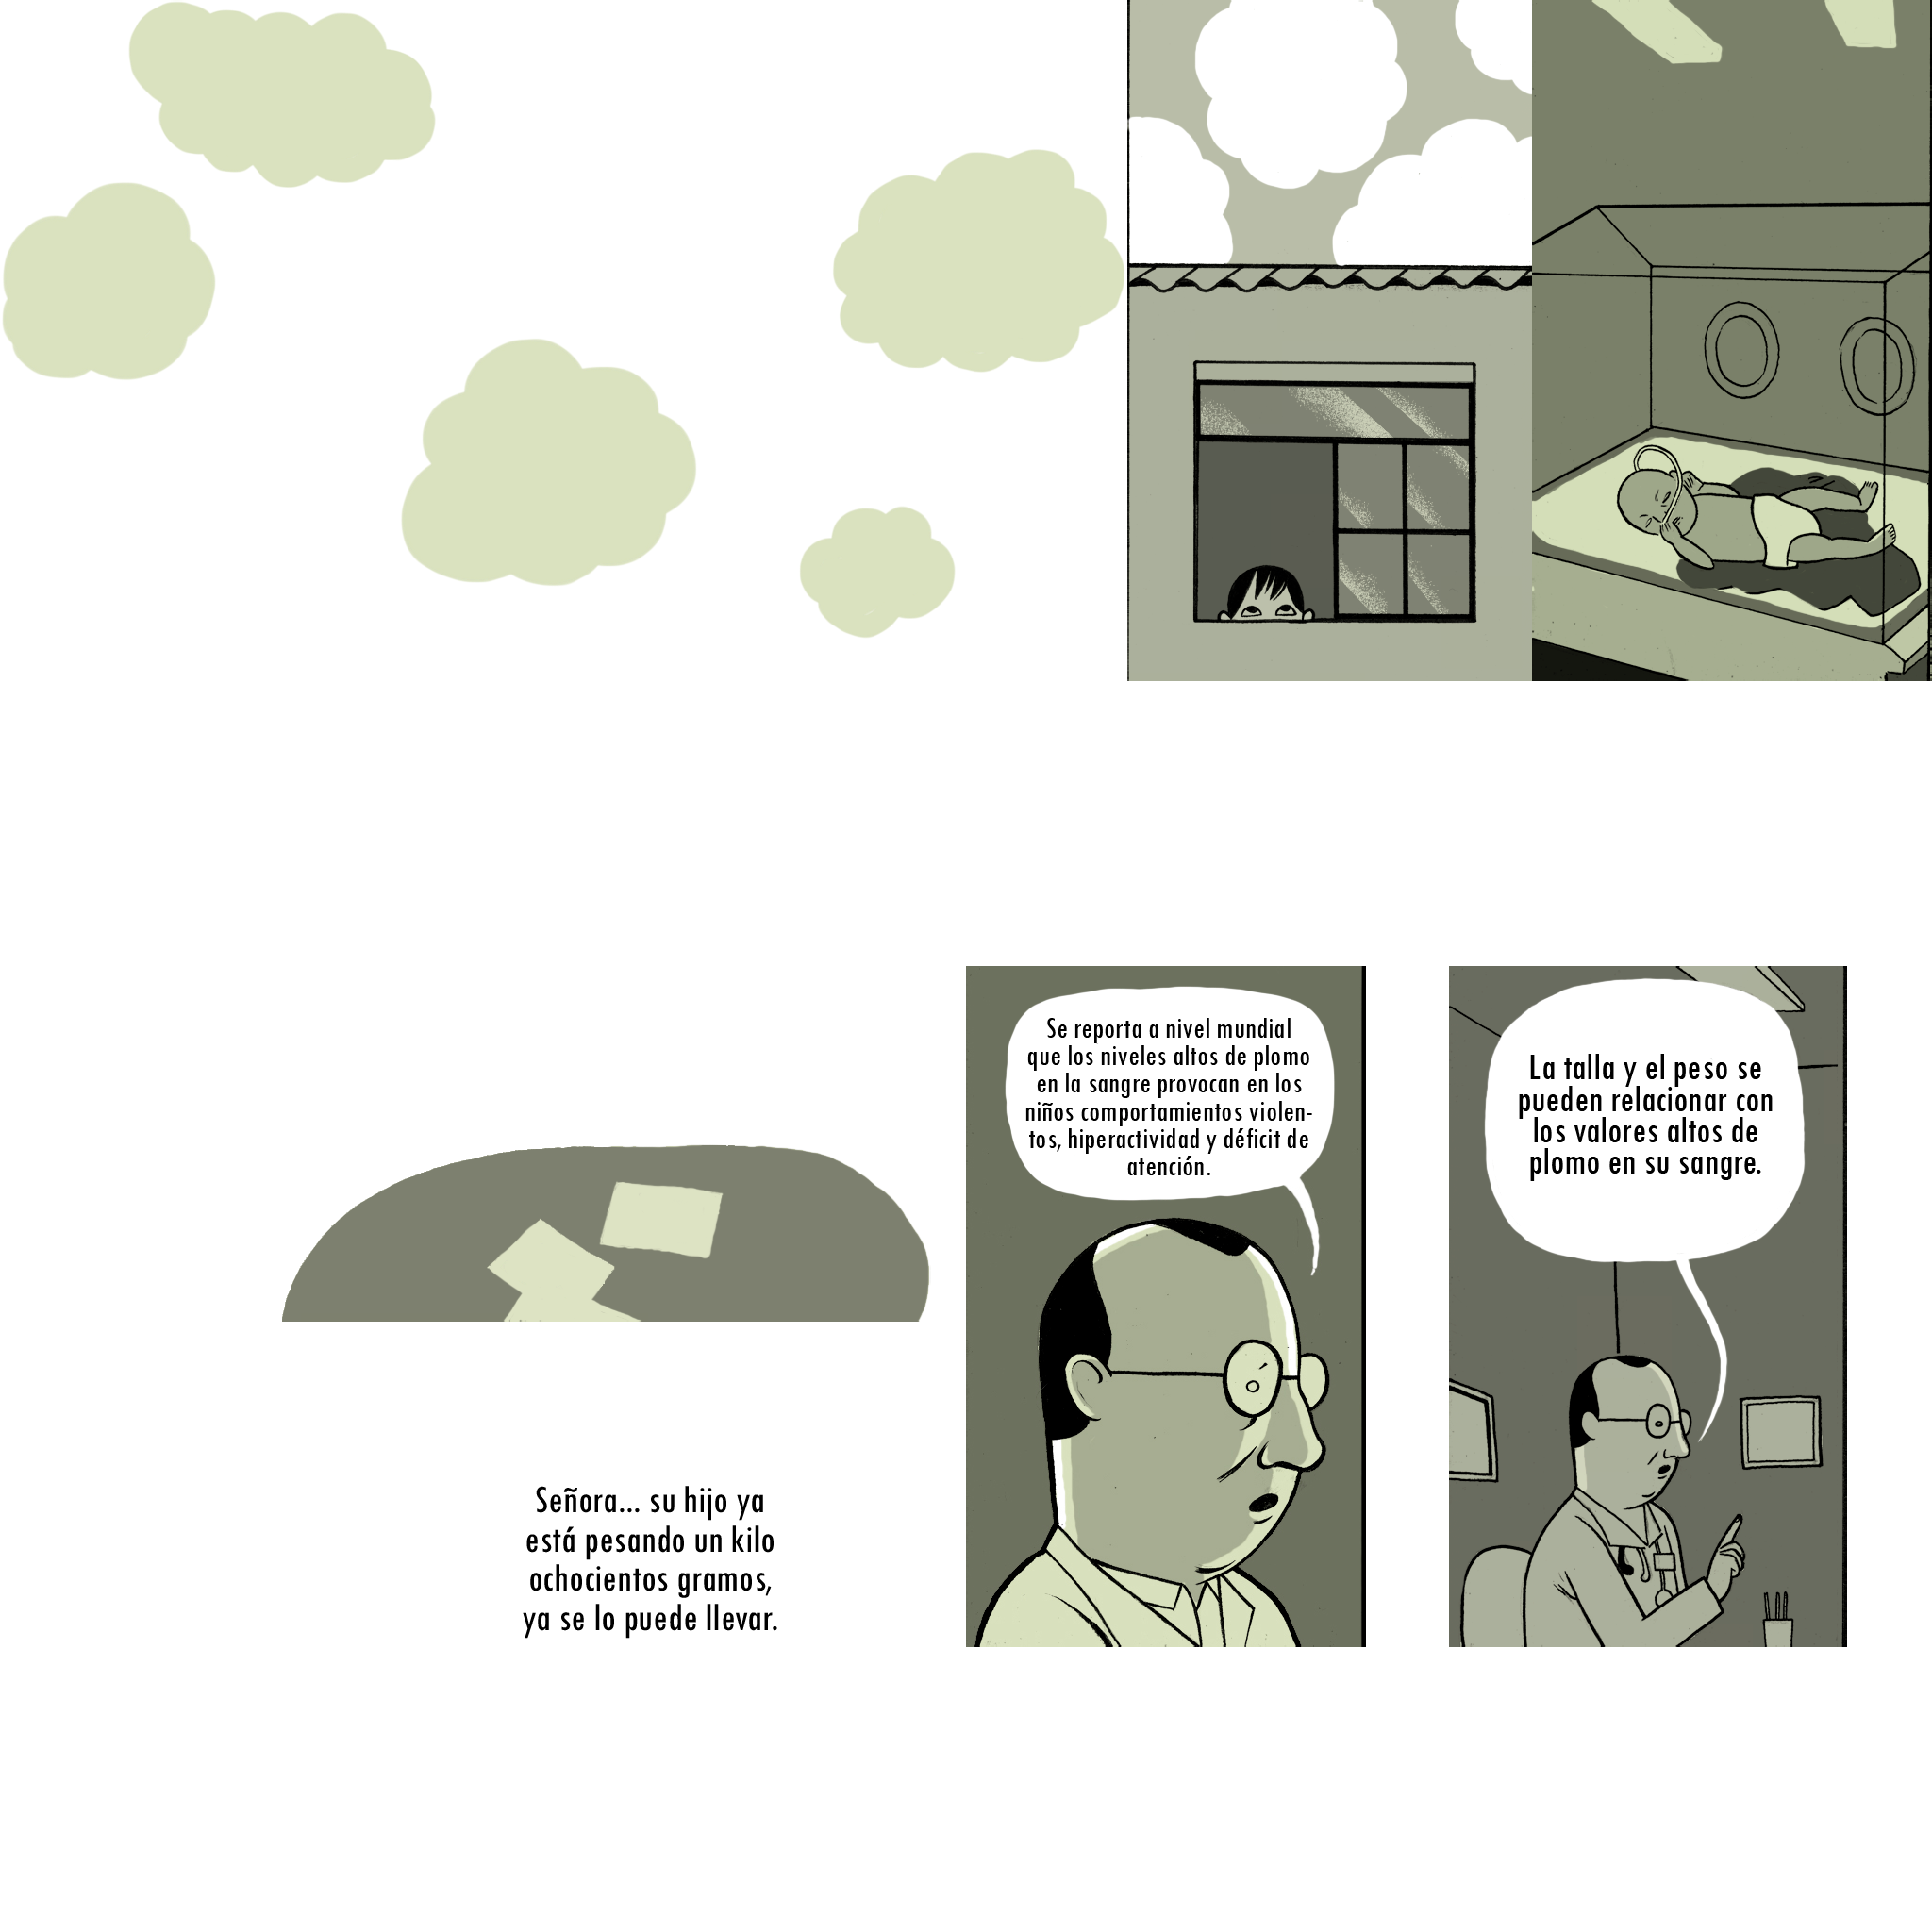 Se reporta a nivel mundial
que los niveles altos de plomo
en la sangre provocan en los
niños comportamientos violen-
tos, hiperactividad y déficit de
atención.
La talla y el peso se
pueden relacionar con
los valores altos de
plomo en su sangre.
Señora... su hijo ya
está pesando un kilo
ochocientos gramos,
ya se lo puede llevar.